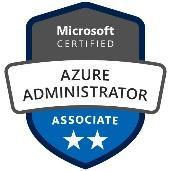 Microsoft
CERTIFIED
AZURE
ADMINISTRATOR
ASSOCIATE